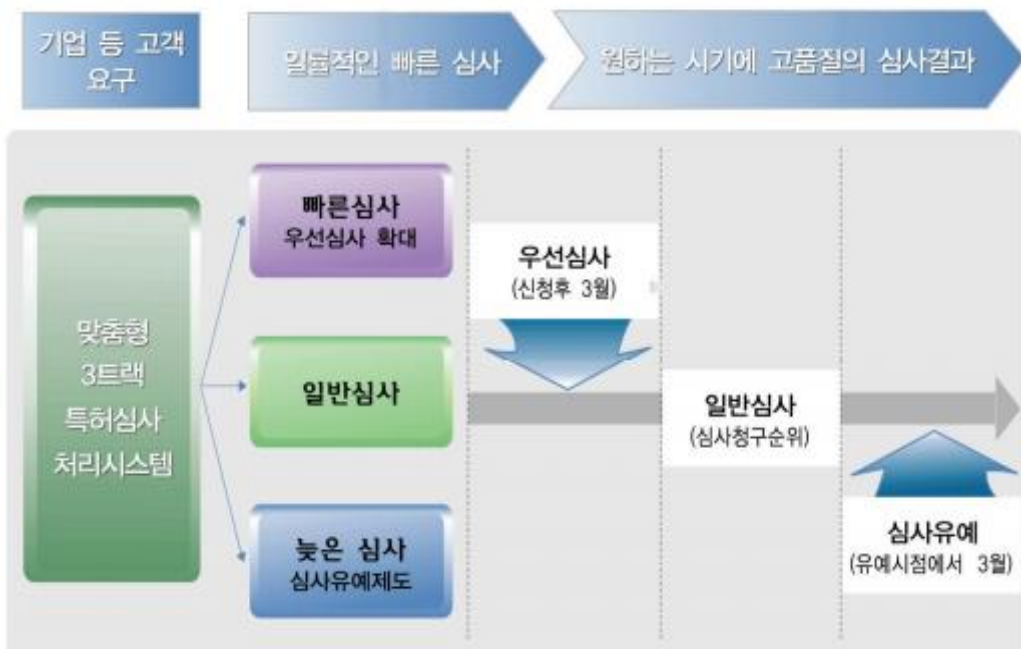 기업 등 고객
요구
일률적인 빠른 심사
원하는 시기에 고품질의 심사결과
맞춤형
3트랙
특허심사
처리시스템
빠른심사
우선심사 확대
일반심사
늦은 심사
심사유예제도
우선심사
(신청후 3월)
일반심사
(심사청구순위)
심사유예
(유예시점에서 3월)